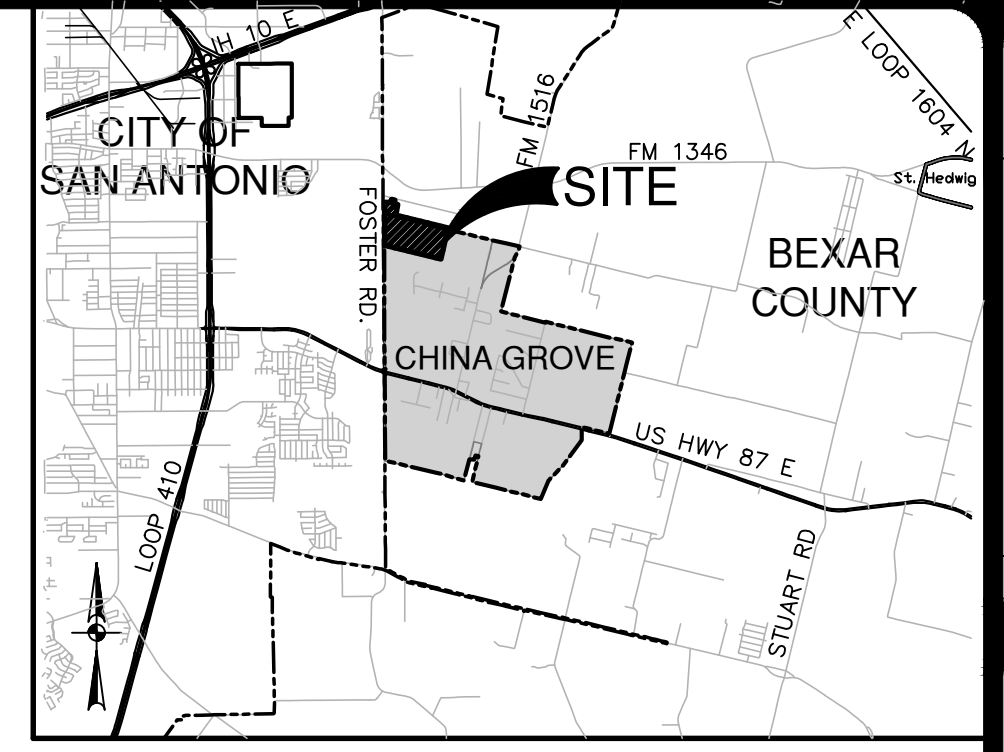 IH 10 E
E LOOP 1604 N
CITY OF
SAN ANTONIO
FM 1516
FM 1346
St. Hedwig
SITE
FOSTER RD.
BEXAR
COUNTY
CHINA GROVE
US HWY 87 E
LOOP 410
STUART RD